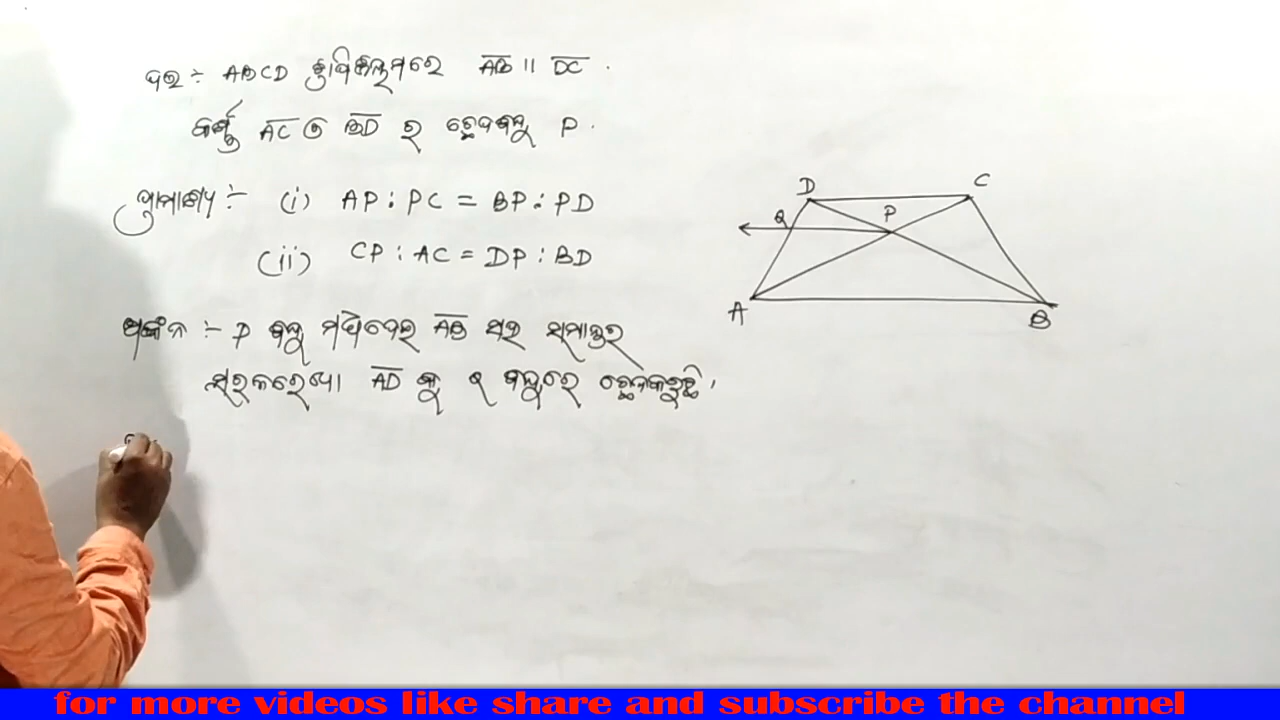 ଦତ୍ତ :- ABCD ଟ୍ରାପିଜିୟମରେ AB || DC .
କର୍ଣ୍ଣ AC ଓ BD ର ଛେଦବିନ୍ଦୁ P .
ପ୍ରାମାଣ୍ୟ :- (i) AP : PC = BP : PD
(ii) CP : AC = DP : BD
ଅଙ୍କନ :- P ବିନ୍ଦୁ ମଧ୍ୟଦେଇ AB ସହ ସମାନ୍ତର
ସରଳରେଖା AD କୁ Q ବିନ୍ଦୁରେ ଛେଦକରୁଛି ।
D C
Q P
A B
for more videos like share and subscribe the channel